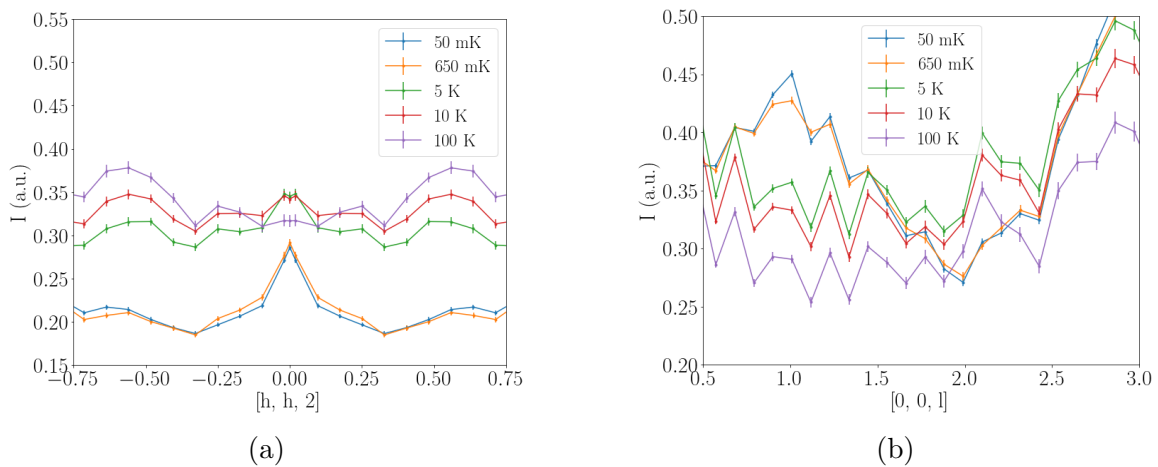 0.55
0.50
0.45
0.40
0.35
0.30
0.25
0.20
0.15
I (a.u.)
50 mK
650 mK
5 K
10 K
100 K
−0.75 −0.50 −0.25 0.00 0.25 0.50 0.75
[h, h, 2]
(a)
0.50
0.45
0.40
0.35
0.30
0.25
0.20
I (a.u.)
50 mK
650 mK
5 K
10 K
100 K
0.5 1.0 1.5 2.0 2.5 3.0
[0, 0, l]
(b)